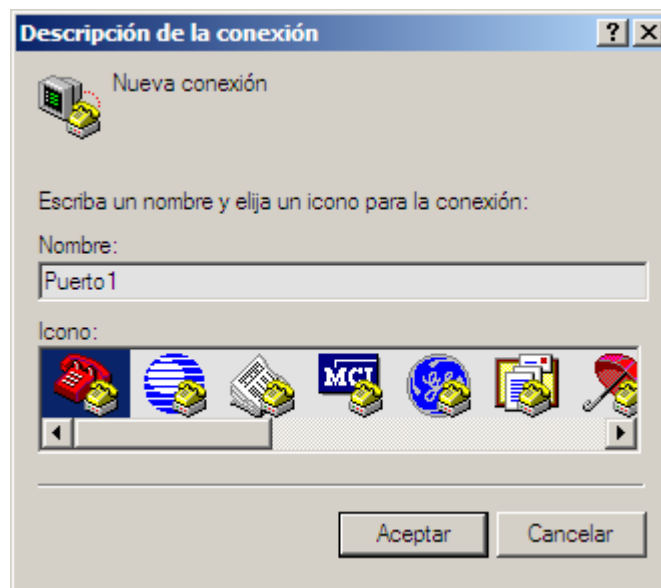 Descripción de la conexión
Nueva conexión
Escriba un nombre y elija un icono para la conexión:
Nombre:
Puerto1
Icono:
MCI
Aceptar Cancelar